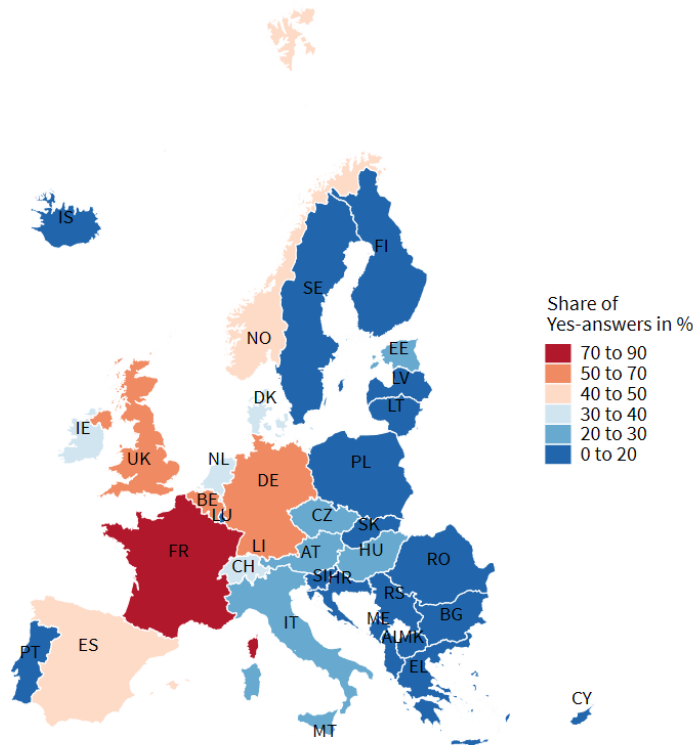 IS
FI
SE
NO
EE
LV
LT
DK
IE
UK
NL
BE
LU
DE
PL
CZ
SK
FR
LI
CH
AT
HU
SI
HR
RO
RS
BG
IT
ME
AL
MK
EL
PT
ES
MT
CY
Share of
Yes-answers in %
70 to 90
50 to 70
40 to 50
30 to 40
20 to 30
0 to 20